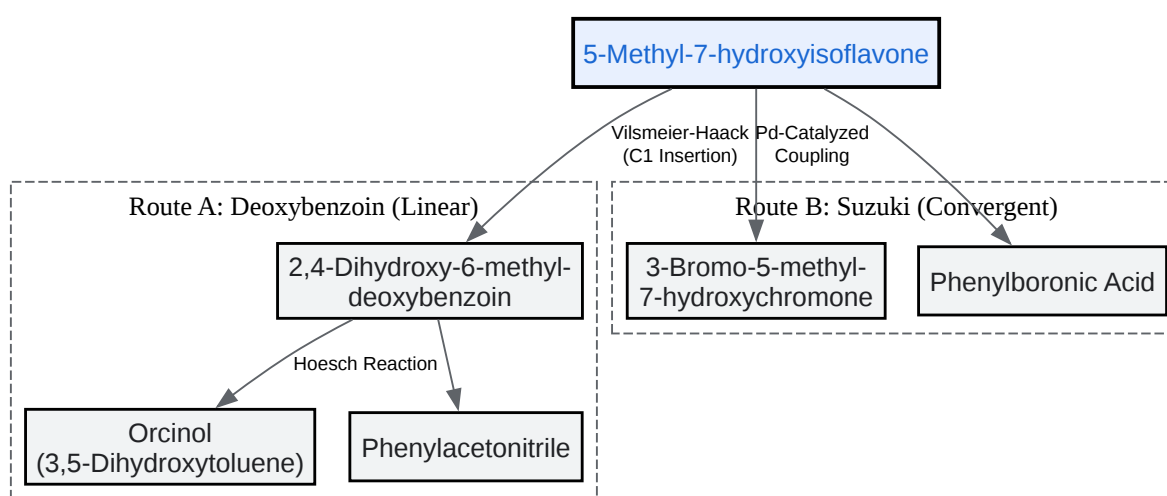 5-Methyl-7-hydroxyisoflavone
Vilsmeier-Haack
(C1 Insertion)
Pd-Catalyzed
Coupling
Route A: Deoxybenzoin (Linear)
Route B: Suzuki (Convergent)
2,4-Dihydroxy-6-methyl-
deoxybenzoin
3-Bromo-5-methyl-
7-hydroxychromone
Phenylboronic Acid
Hoesch Reaction
Orcinol
(3,5-Dihydroxytoluene)
Phenylacetonitrile